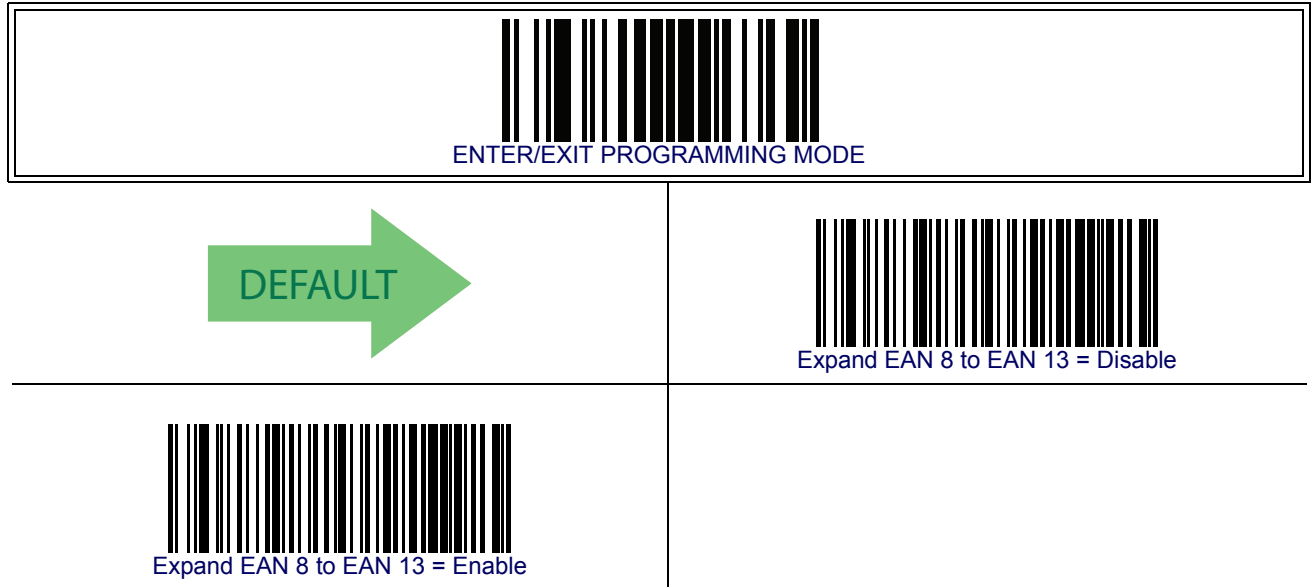 ENTER/EXIT PROGRAMMING MODE
DEFAULT
Expand EAN 8 to EAN 13 = Disable
Expand EAN 8 to EAN 13 = Enable